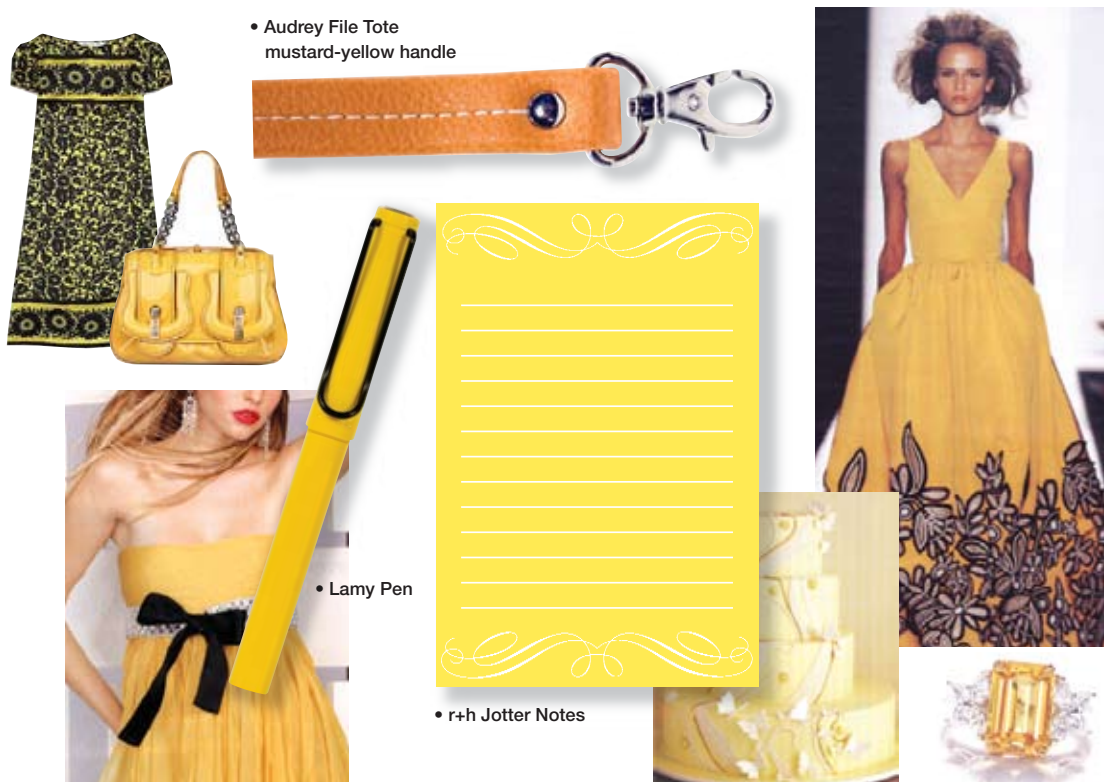 • Audrey File Tote
mustard-yellow handle
• Lamy Pen
• r+h Jotter Notes